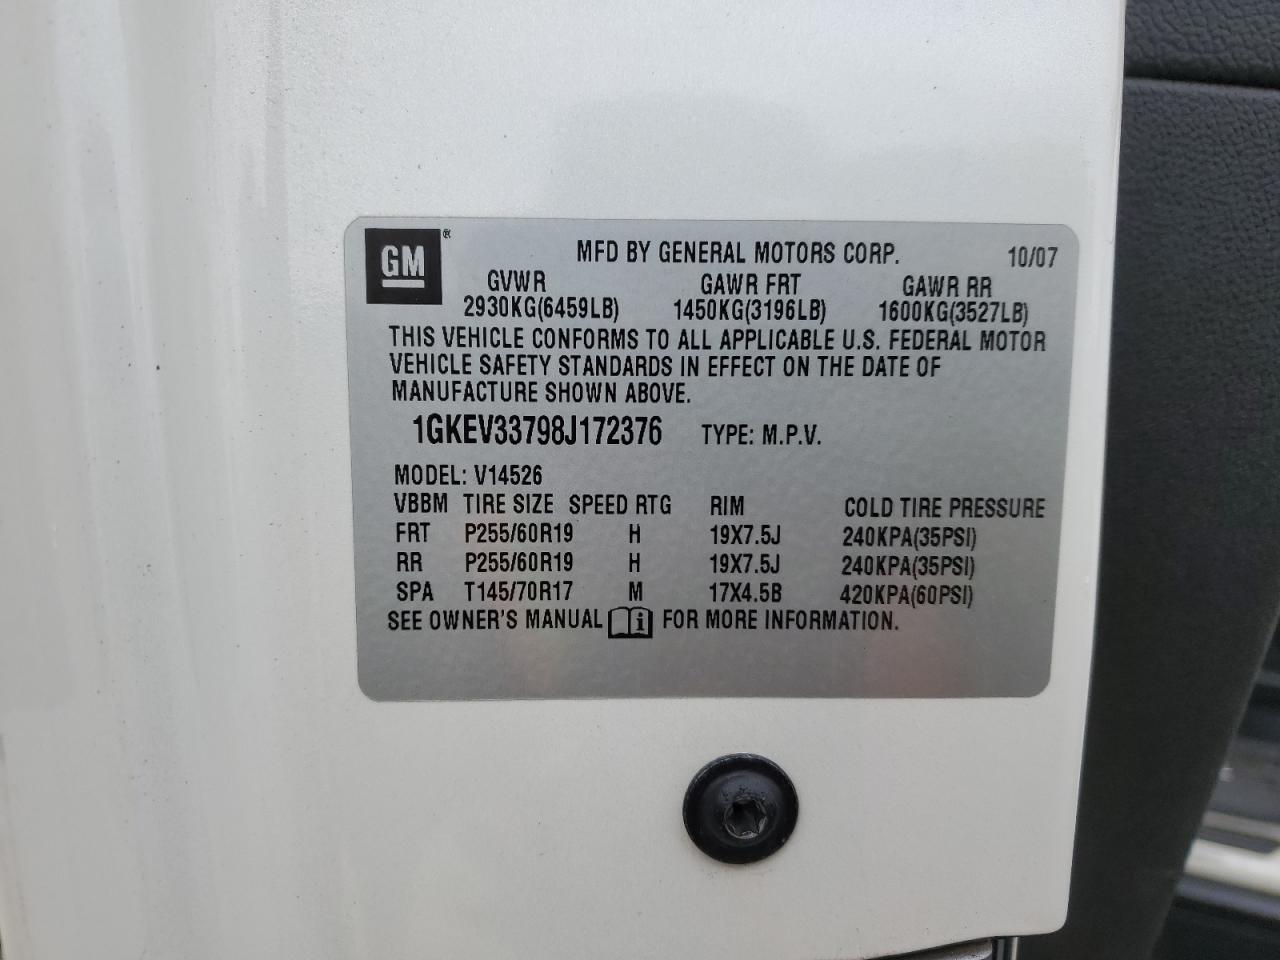 GM® MFD BY GENERAL MOTORS CORP. 10/07
GVWR GAWR FRT GAWR RR
2930KG(6459LB) 1450KG(3196LB) 1600KG(3527LB)
THIS VEHICLE CONFORMS TO ALL APPLICABLE U.S. FEDERAL MOTOR
VEHICLE SAFETY STANDARDS IN EFFECT ON THE DATE OF
MANUFACTURE SHOWN ABOVE.
1GKEV33798J172376 TYPE: M.P.V.
MODEL: V14526
VBBM TIRE SIZE SPEED RTG RIM COLD TIRE PRESSURE
FRT P255/60R19 H 19X7.5J 240KPA(35PSI)
RR P255/60R19 H 19X7.5J 240KPA(35PSI)
SPA T145/70R17 M 17X4.5B 420KPA(60PSI)
SEE OWNER'S MANUAL i FOR MORE INFORMATION.